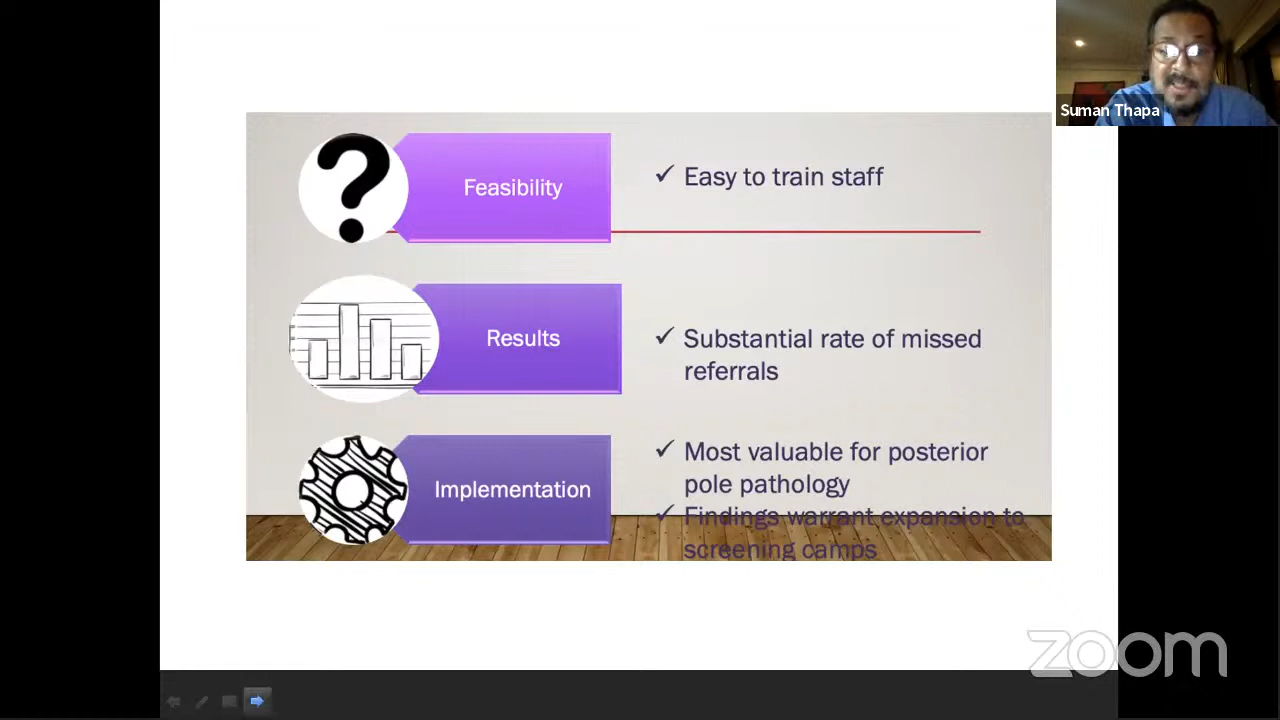 Suman Thapa
Feasibility
✓ Easy to train staff
Results
✓ Substantial rate of missed
referrals
Implementation
✓ Most valuable for posterior
pole pathology
✓ Findings warrant expansion to
screening camps
zoom